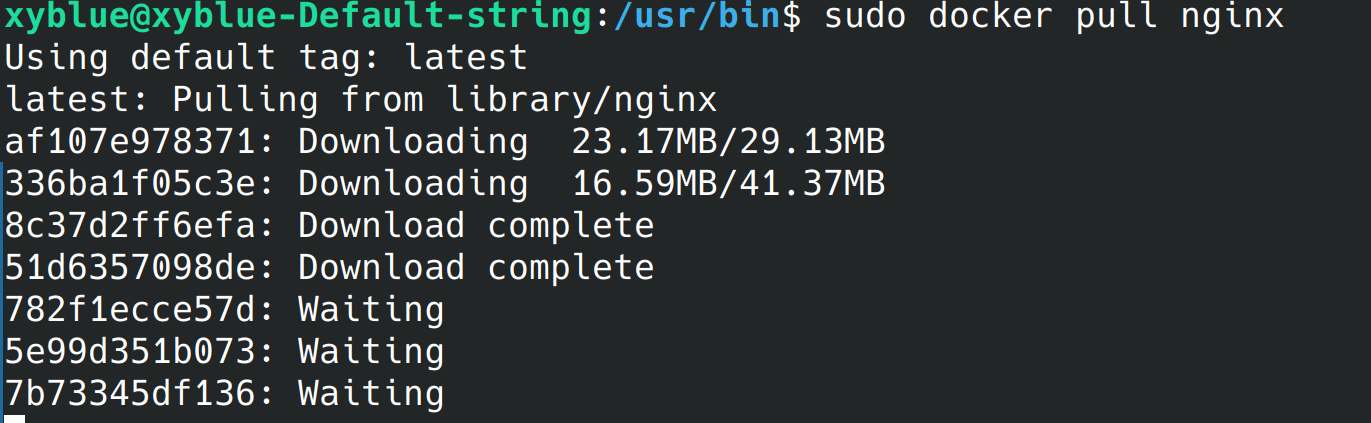 xyblue@xyblue-Default-string:/usr/bin$ sudo docker pull nginx
Using default tag: latest
latest: Pulling from library/nginx
af107e978371: Downloading  23.17MB/29.13MB
336ba1f05c3e: Downloading  16.59MB/41.37MB
8c37d2ff6efa: Download complete
51d6357098de: Download complete
782f1ecce57d: Waiting
5e99d351b073: Waiting
7b73345df136: Waiting